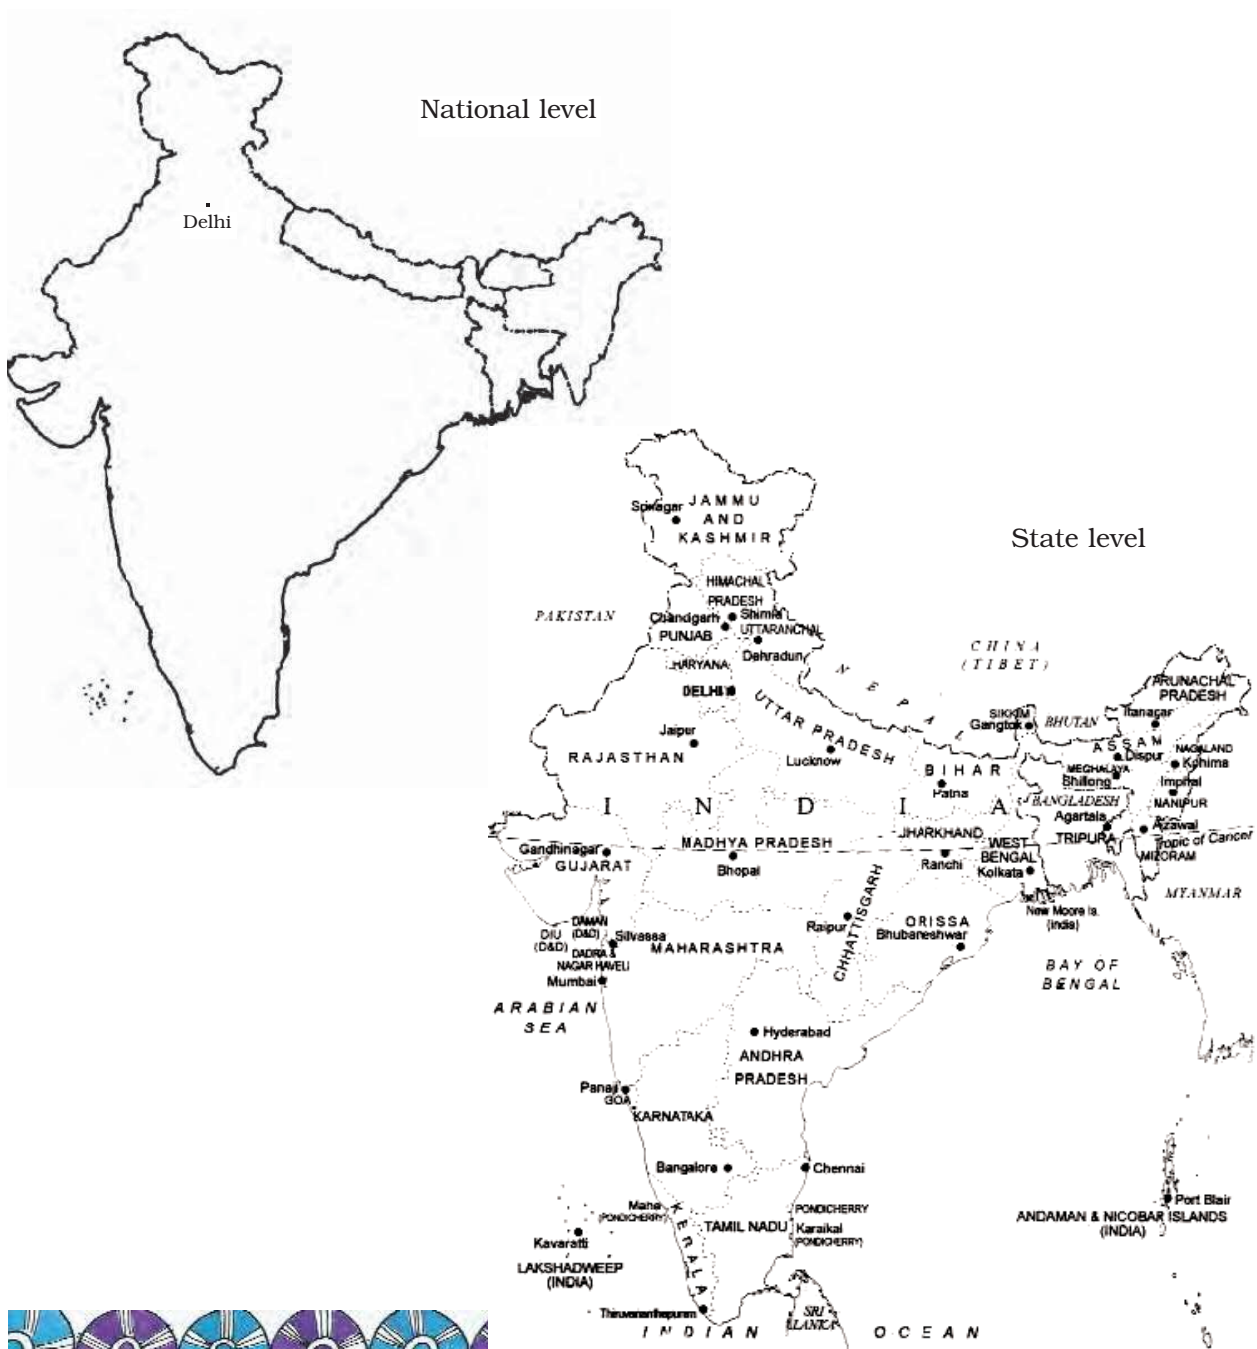 National level
Delhi
State level
Srinagar
JAMMU
AND
KASHMIR
HIMACHAL
PRADESH
PAKISTAN
Chandigarh
Shimla
PUNJAB
UTTARANCHAL
Dehradun
CHINA
(TIBET)
HARYANA
NEPAL
DELHI
ARUNACHAL
PRADESH
UTTAR PRADESH
SIKKIM
Gangtok
BHUTAN
Itanagar
Jaipur
RAJASTHAN
Lucknow
ASSAM
Dispur
NAGALAND
Kohima
BIHAR
Patna
MEGHALAYA
Shillong
Imphal
INDIA
BANGLADESH
NANIPUR
Agartala
Azawal
JHARKHAND
MADHYA PRADESH
WEST
BENGAL
TRIPURA
Tropic of Cancer
Gandhinagar
GUJARAT
Bhopal
Ranchi
Kolkata
MIZORAM
MYANMAR
CHHATTISGARH
New Moore Is.
(India)
DAMAN
(D&D)
DIU
(D&D)
Silvassa
Raipur
ORISSA
Bhubaneshwar
DADRA &
NAGAR HAVELI
MAHARASHTRA
Mumbai
BAY OF
BENGAL
ARABIAN
SEA
Hyderabad
ANDHRA
PRADESH
Panaji
GOA
KARNATAKA
Bangalore
Chennai
Mahe
(PONDICHERRY)
KERALA
TAMIL NADU
PONDICHERRY
Karaikal
(PONDICHERRY)
Port Blair
ANDAMAN & NICOBAR ISLANDS
(INDIA)
Kavaratti
LAKSHADWEEP
(INDIA)
Thiruvananthapuram
SRI
LANKA
INDIAN OCEAN